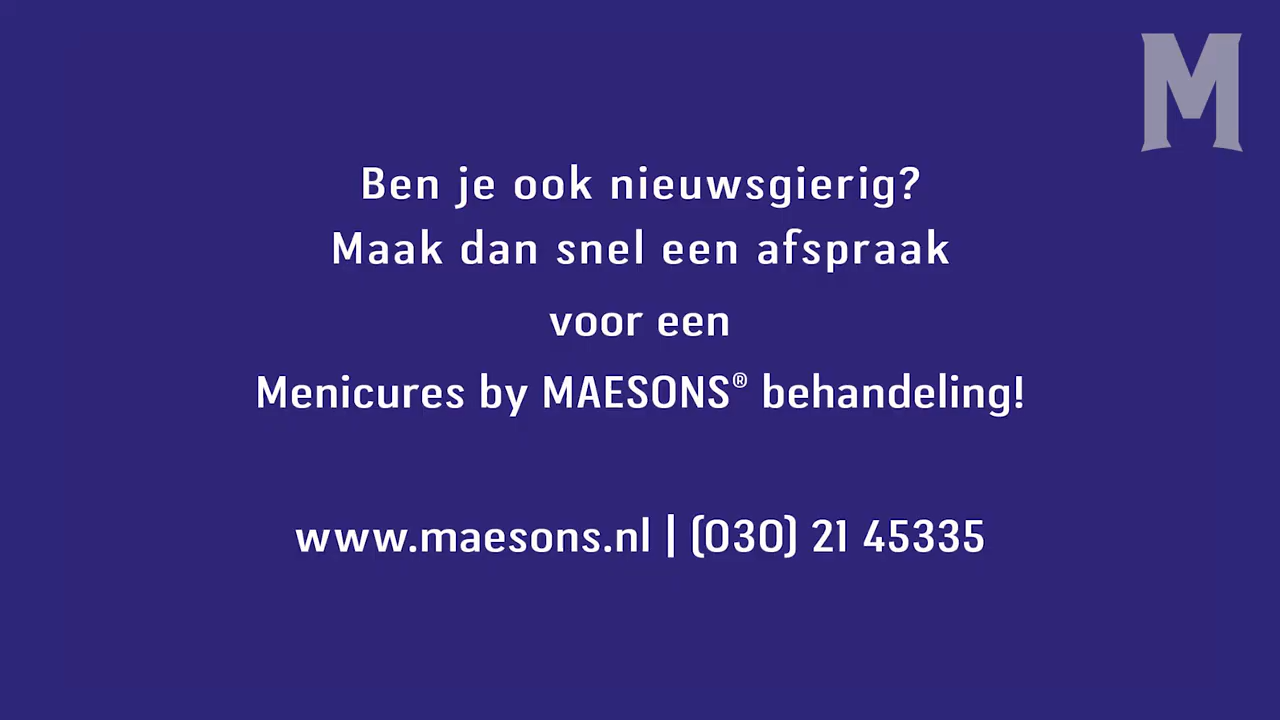 M
Ben je ook nieuwsgierig?
Maak dan snel een afspraak
voor een
Menicures by MAESONS® behandeling!
www.maesons.nl | (030) 21 45335